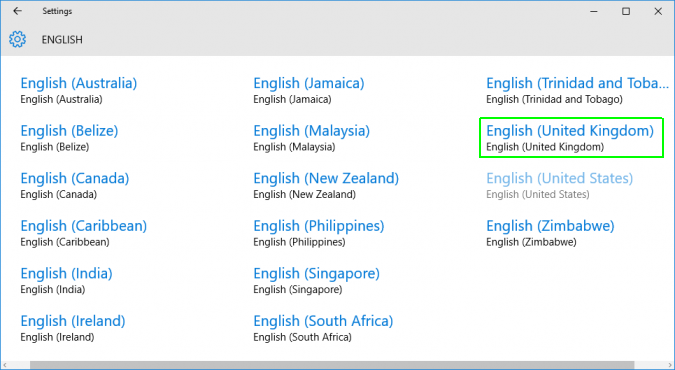 Settings
ENGLISH
English (Australia)
English (Australia)
English (Belize)
English (Belize)
English (Canada)
English (Canada)
English (Caribbean)
English (Caribbean)
English (India)
English (India)
English (Ireland)
English (Ireland)
English (Jamaica)
English (Jamaica)
English (Malaysia)
English (Malaysia)
English (New Zealand)
English (New Zealand)
English (Philippines)
English (Philippines)
English (Singapore)
English (Singapore)
English (South Africa)
English (South Africa)
English (Trinidad and Toba...
English (Trinidad and Tobago)
English (United Kingdom)
English (United Kingdom)
English (United States)
English (United States)
English (Zimbabwe)
English (Zimbabwe)